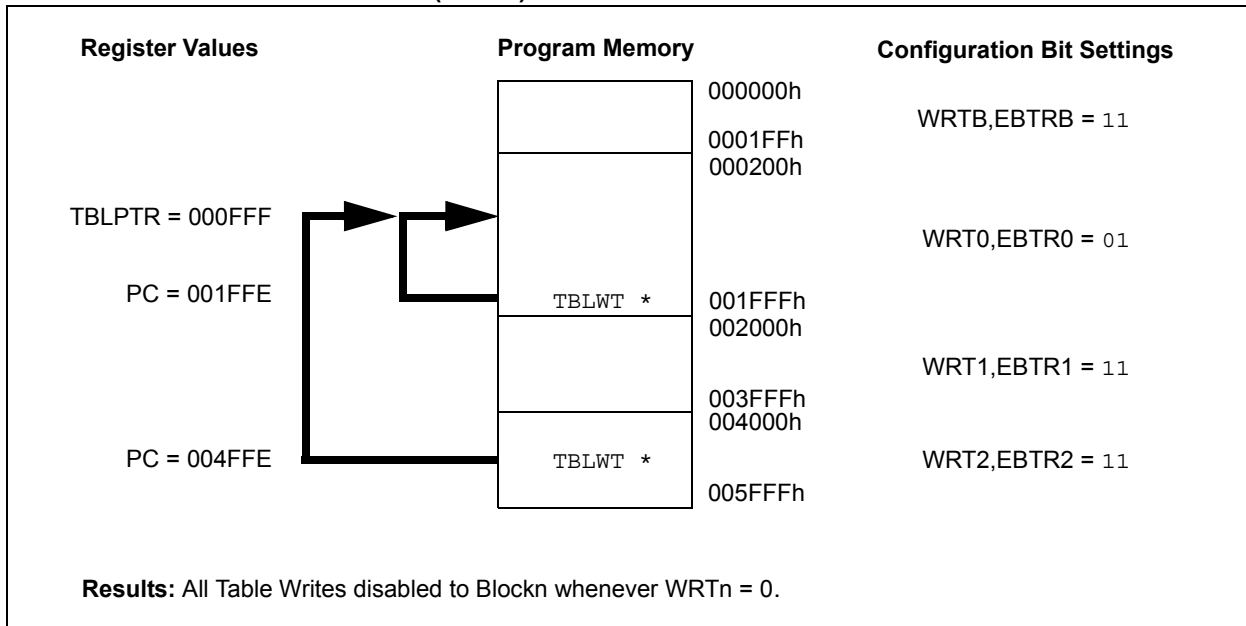 Register Values Program Memory Configuration Bit Settings
000000h
WRTB,EBTRB = 11
0001FFh
000200h
TBLPTR = 000FFF
WRT0,EBTR0 = 01
PC = 001FFE TBLWT * 001FFFh
002000h
WRT1,EBTR1 = 11
003FFFh
004000h
PC = 004FFE TBLWT * WRT2,EBTR2 = 11
005FFFh
Results: All Table Writes disabled to Blockn whenever WRTn = 0.